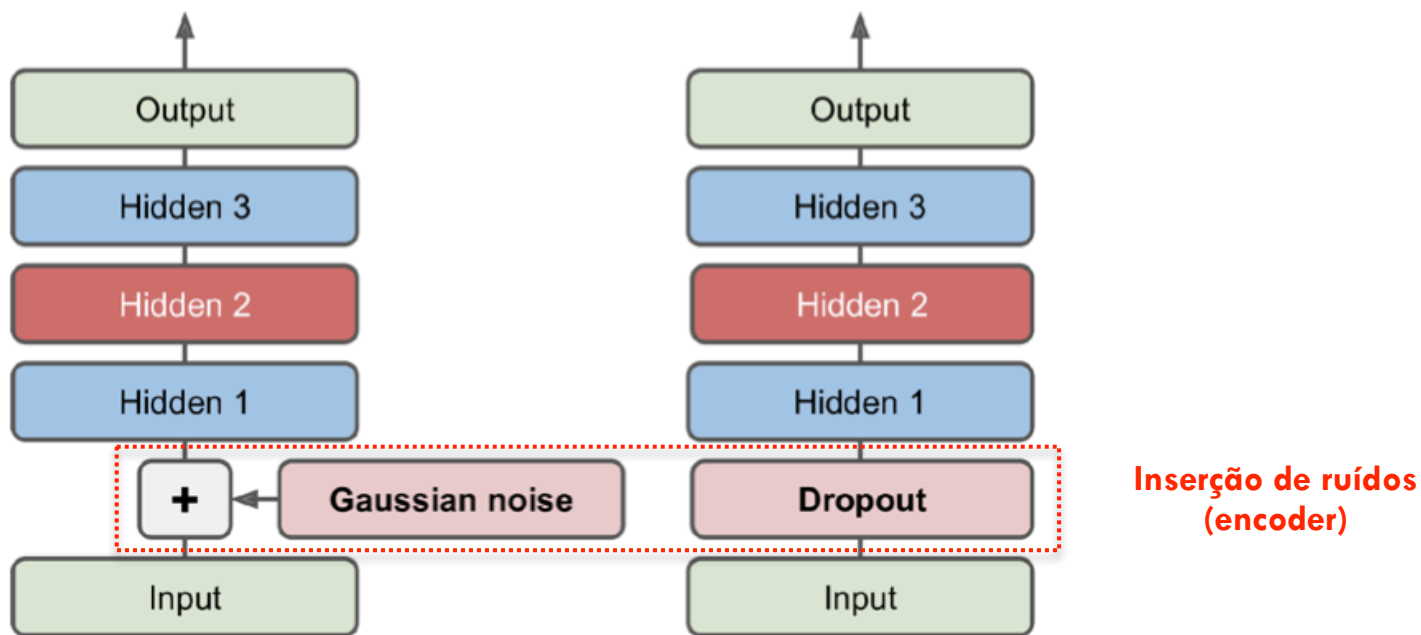 Output
Hidden 3
Hidden 2
Hidden 1
+
Gaussian noise
Input
Output
Hidden 3
Hidden 2
Hidden 1
Dropout
Input
Inserção de ruídos
(encoder)